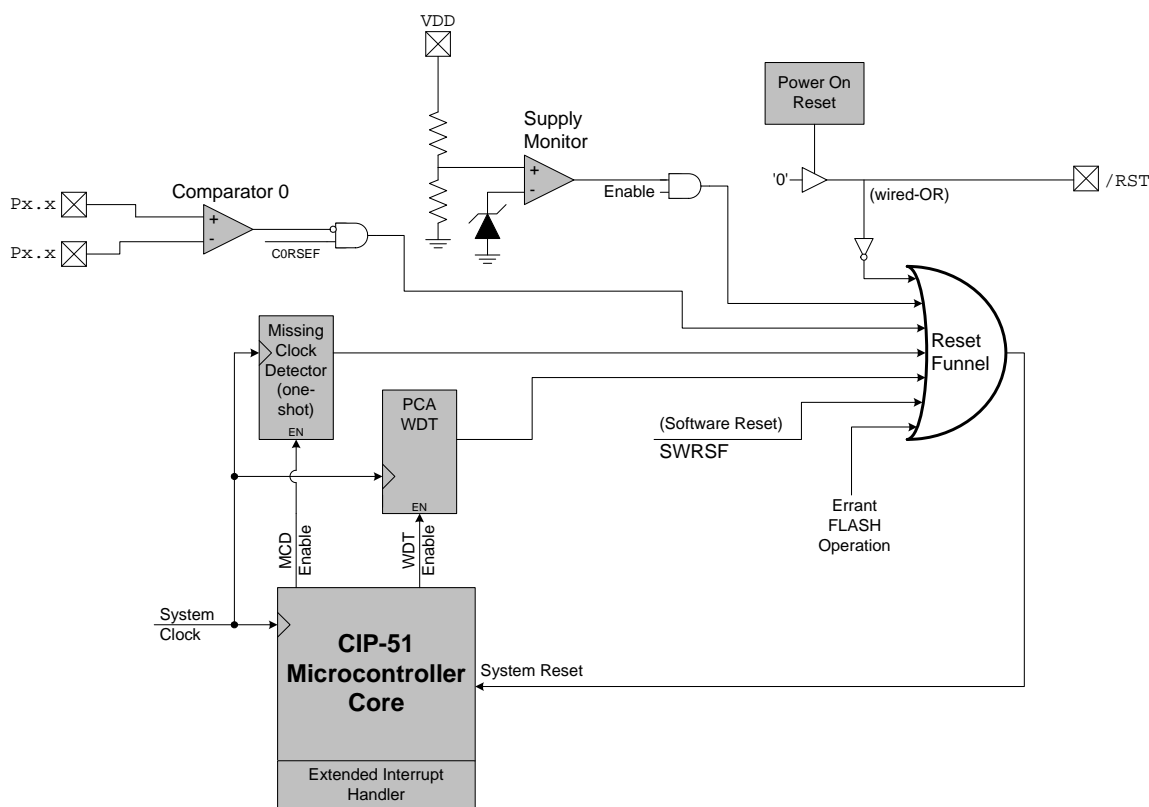 VDD
Power On
Reset
Supply
Monitor
+
-
Enable
'0'
(wired-OR)
/RST
Comparator 0
Px.x
Px.x
+
-
C0RSEF
Missing
Clock
Detector
(one-
shot)
EN
PCA
WDT
EN
Reset
Funnel
(Software Reset)
SWRSF
Errant
FLASH
Operation
MCD
Enable
WDT
Enable
System
Clock
CIP-51
Microcontroller
Core
System Reset
Extended Interrupt
Handler